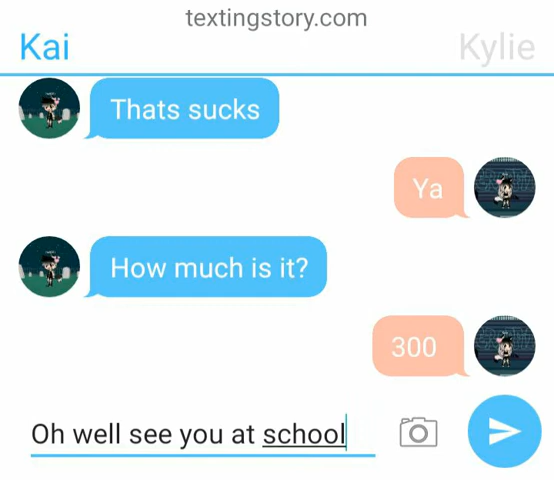 textingstory.com
Kai
Kylie
Thats sucks
Ya
How much is it?
300
Oh well see you at school